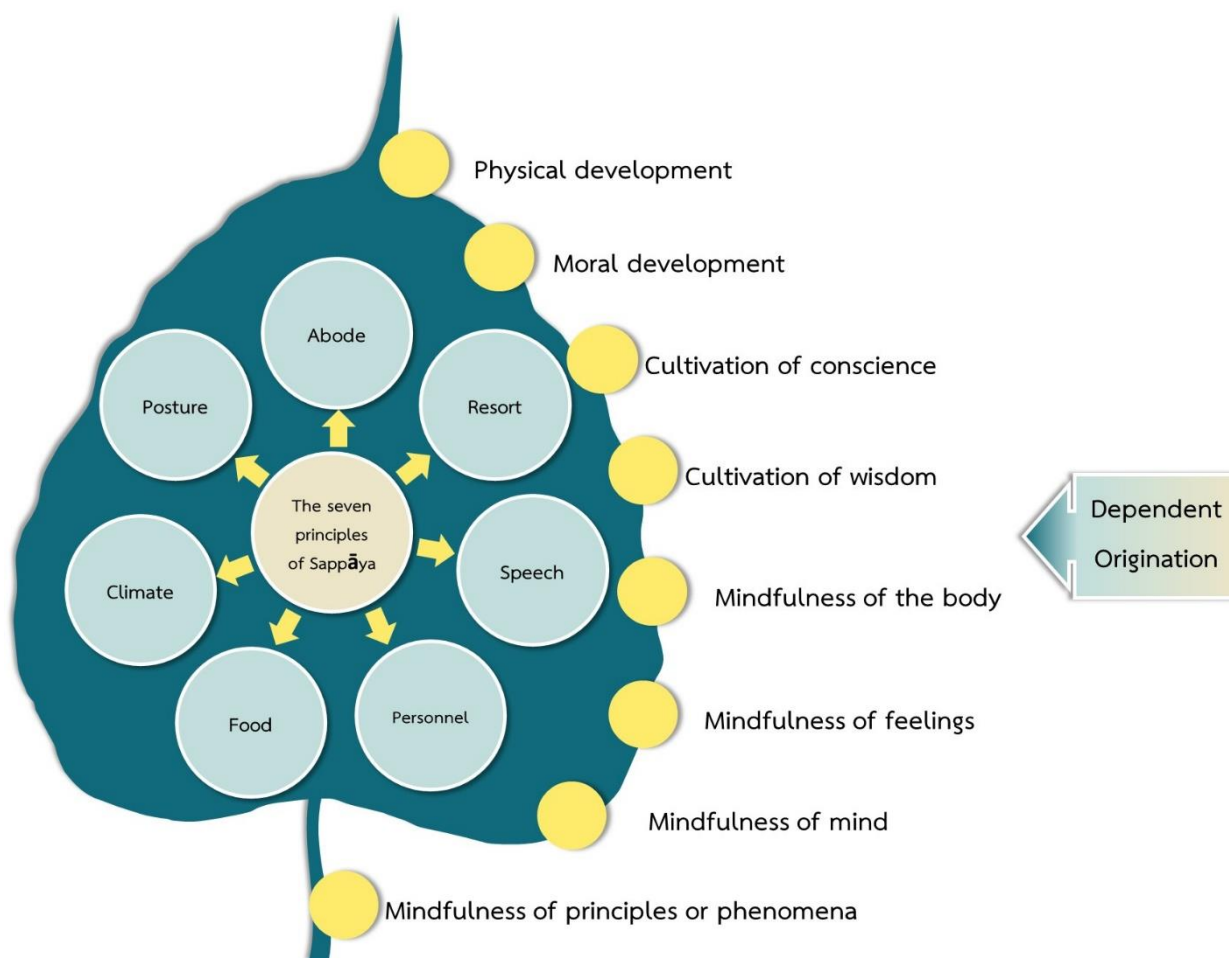 Physical development
Moral development
Cultivation of conscience
Cultivation of wisdom
Mindfulness of the body
Mindfulness of feelings
Mindfulness of mind
Mindfulness of principles or phenomena
Abode
Resort
Speech
Personnel
Food
Climate
Posture
The seven
principles
of Sappāya
Dependent
Origination